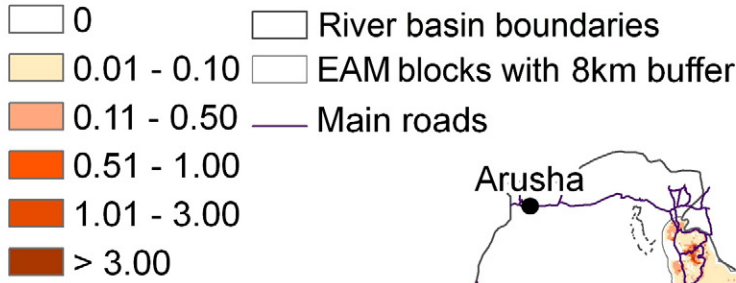 0
0.01 - 0.10
0.11 - 0.50
0.51 - 1.00
1.01 - 3.00
> 3.00
River basin boundaries
EAM blocks with 8km buffer
Main roads
Arusha